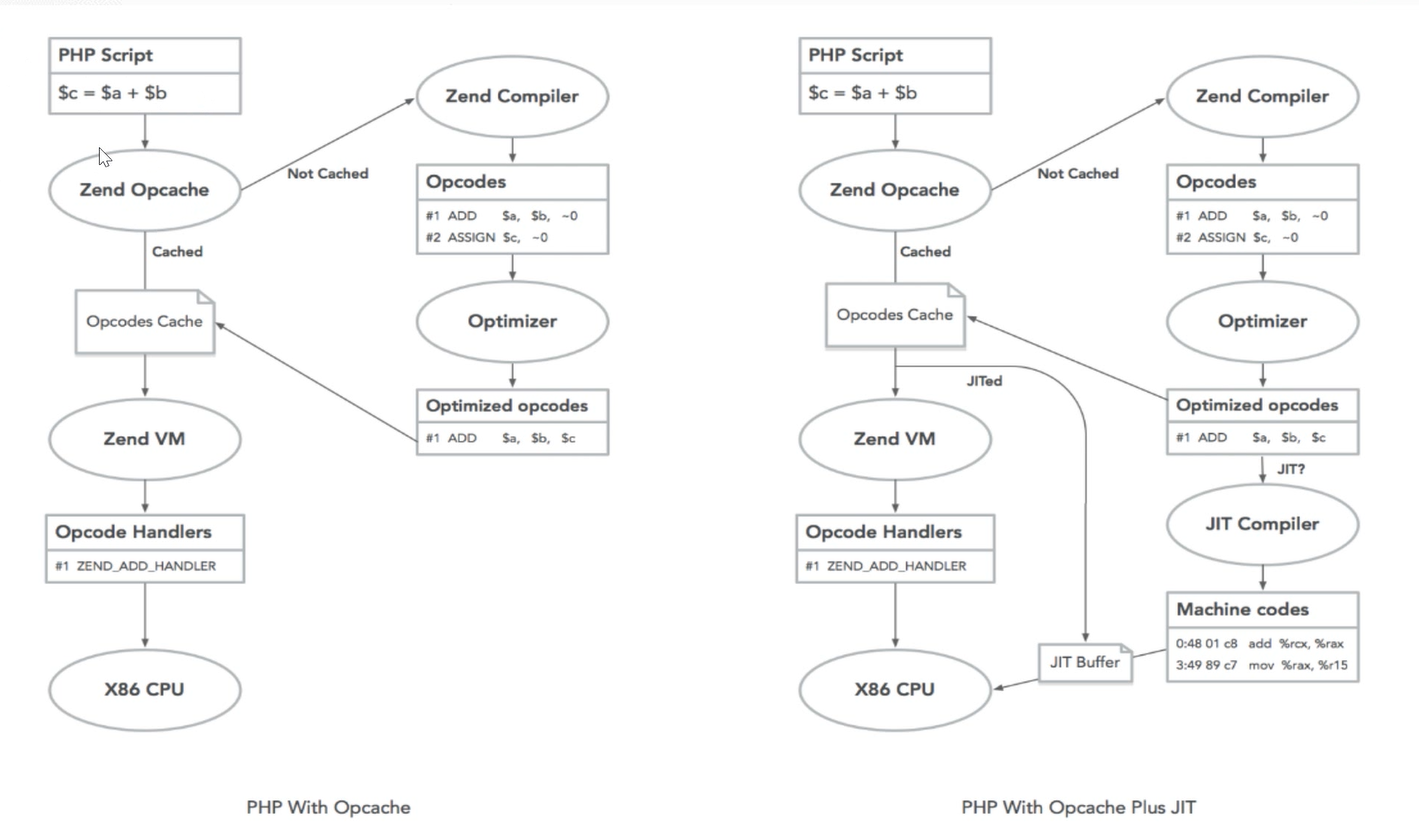 PHP Script
$c = $a + $b
Zend Opcache
Not Cached
Cached
Opcodes Cache
Zend VM
Opcode Handlers
#1 ZEND_ADD_HANDLER
X86 CPU
Zend Compiler
Opcodes
#1 ADD $a, $b, ~0
#2 ASSIGN $c, ~0
Optimizer
Optimized opcodes
#1 ADD $a, $b, $c
PHP With Opcache
PHP Script
$c = $a + $b
Zend Opcache
Not Cached
Cached
Opcodes Cache
JITed
Zend VM
Opcode Handlers
#1 ZEND_ADD_HANDLER
X86 CPU
Zend Compiler
Opcodes
#1 ADD $a, $b, ~0
#2 ASSIGN $c, ~0
Optimizer
Optimized opcodes
#1 ADD $a, $b, $c
JIT?
JIT Compiler
Machine codes
0:48 01 c8 add %rcx, %rax
3:49 89 c7 mov %rax, %r15
JIT Buffer
PHP With Opcache Plus JIT